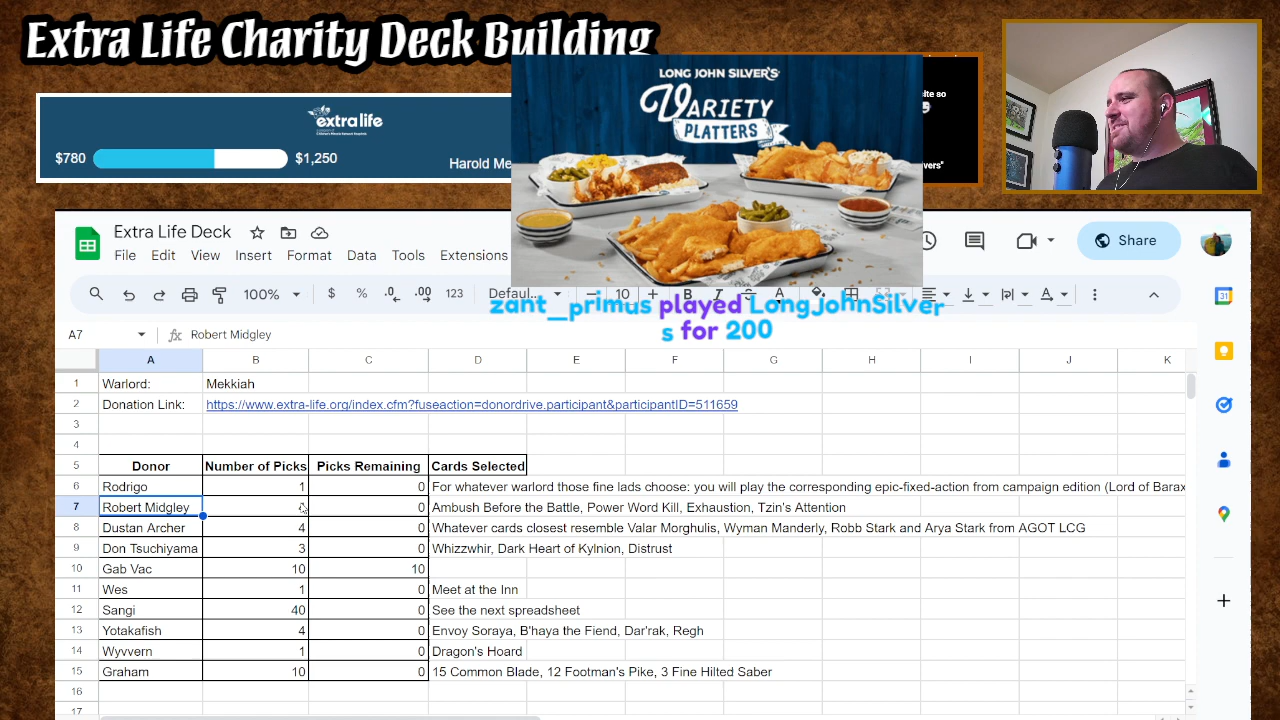 Extra Life Charity Deck Building
LONG JOHN SILVER'S
VARIETY
PLATTERS
extralife
$780
$1,250
Harold Me
zant_primus played LongJohnSilver
s for 200
Extra Life Deck
File Edit View Insert Format Data Tools Extensions
Share
100% $ % .0 .00 123 Defaul... 10 B I
A7 fx Robert Midgley
A B C D E F G H I J K
1 Warlord: Mekkiah
2 Donation Link: https://www.extra-life.org/index.cfm?fuseaction=donordrive.participant&participantID=511659
3
4
5 Donor Number of Picks Picks Remaining Cards Selected
6 Rodrigo 1 0 For whatever warlord those fine lads choose: you will play the corresponding epic-fixed-action from campaign edition (Lord of Barax
7 Robert Midgley 0 Ambush Before the Battle, Power Word Kill, Exhaustion, Tzin's Attention
8 Dustan Archer 4 0 Whatever cards closest resemble Valar Morghulis, Wyman Manderly, Robb Stark and Arya Stark from AGOT LCG
9 Don Tsuchiyama 3 0 Whizzwhir, Dark Heart of Kylnion, Distrust
10 Gab Vac 10 10
11 Wes 1 0 Meet at the Inn
12 Sangi 40 0 See the next spreadsheet
13 Yotakafish 4 0 Envoy Soraya, B'haya the Fiend, Dar'rak, Regh
14 Wyvvern 1 0 Dragon's Hoard
15 Graham 10 0 15 Common Blade, 12 Footman's Pike, 3 Fine Hilted Saber
16
17